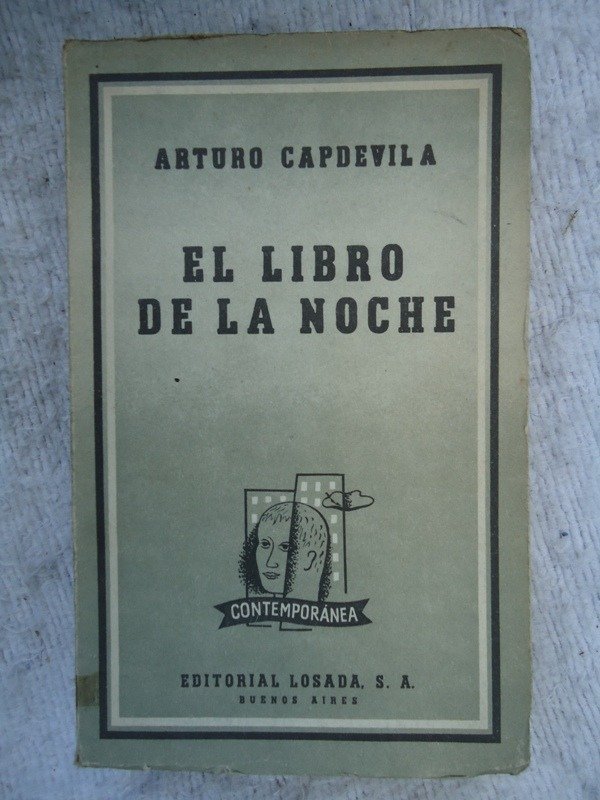 ARTURO CAPDEVILA
EL LIBRO
DE LA NOCHE
CONTEMPORÁNEA
EDITORIAL LOSADA, S. A.
BUENOS AIRES